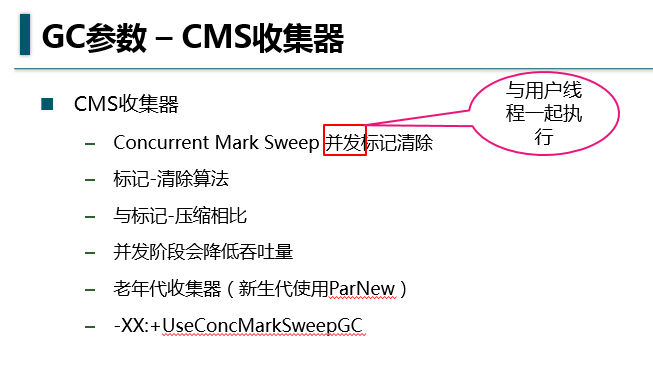 GC参数 – CMS收集器
CMS收集器
与用户线
程一起执
行
– Concurrent Mark Sweep 并发标记清除
– 标记-清除算法
– 与标记-压缩相比
– 并发阶段会降低吞吐量
– 老年代收集器（新生代使用ParNew）
– -XX:+UseConcMarkSweepGC